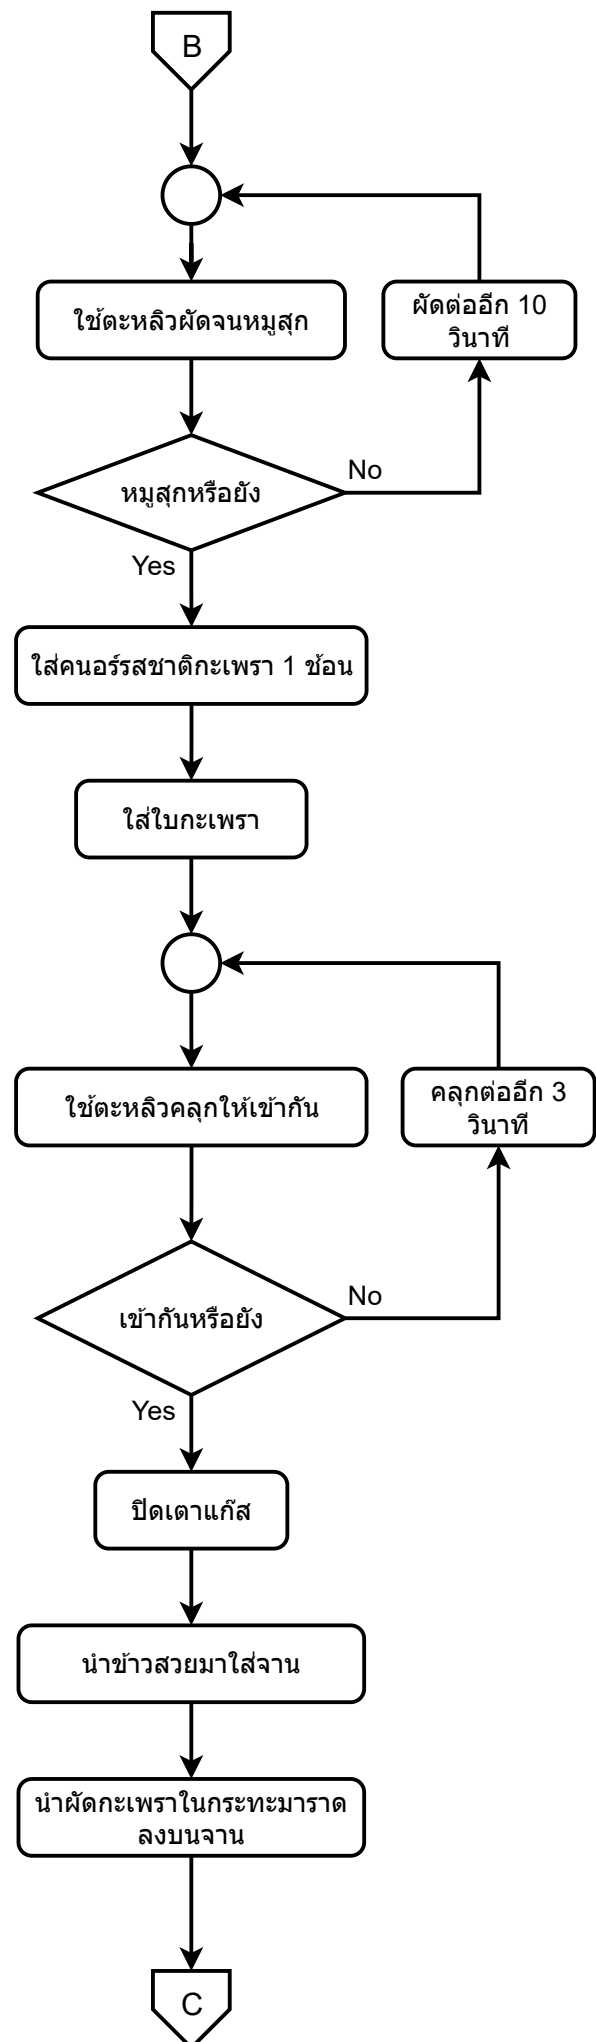 B
ใช้ตะหลิวผัดจนหมูสุก
ผัดต่ออีก 10
วินาที
หมูสุกหรือยัง
No
Yes
ใส่คนอร์รสชาติกะเพรา 1 ช้อน
ใส่ใบกะเพรา
ใช้ตะหลิวคลุกให้เข้ากัน
คลุกต่ออีก 3
วินาที
เข้ากันหรือยัง
No
Yes
ปิดเตาแก๊ส
นำข้าวสวยมาใส่จาน
นำผัดกะเพราในกระทะมาราด
ลงบนจาน
C